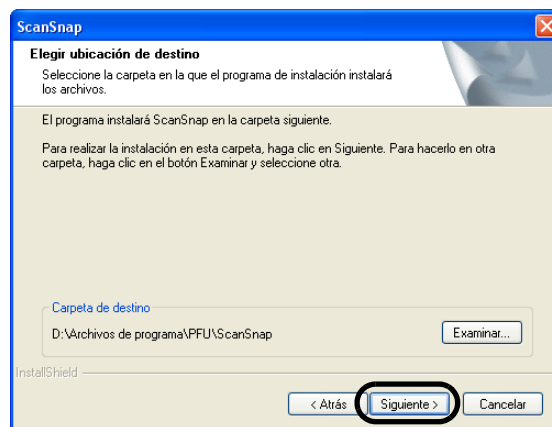 ScanSnap
Elegir ubicación de destino
Seleccione la carpeta en la que el programa de instalación instalará
los archivos.
El programa instalará ScanSnap en la carpeta siguiente.
Para realizar la instalación en esta carpeta, haga clic en Siguiente. Para hacerlo en otra
carpeta, haga clic en el botón Examinar y seleccione otra.
Carpeta de destino
D:\Archivos de programa\PFU\ScanSnap
Examinar...
InstallShield
< Atrás
Siguiente >
Cancelar